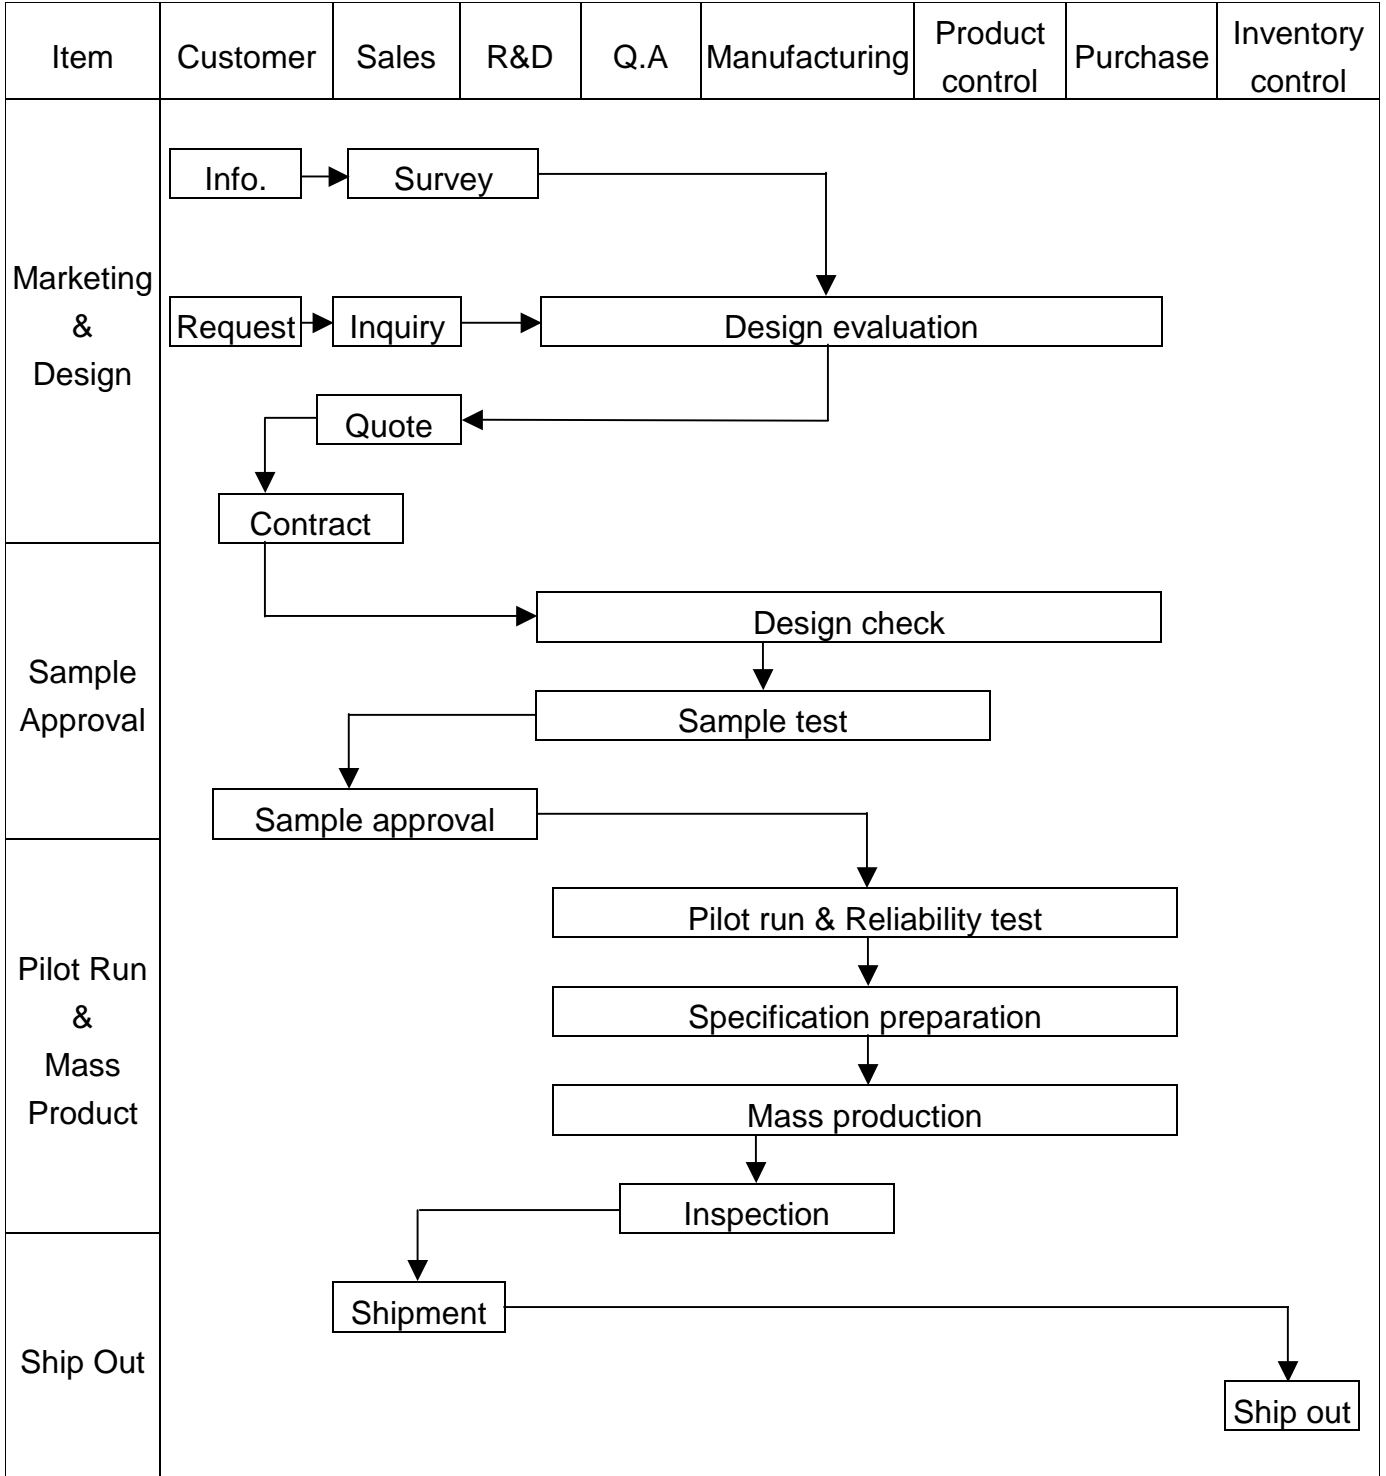 Item
Customer
Sales
R&D
Q.A
Manufacturing
Product
control
Purchase
Inventory
control
Marketing
&
Design
Info.
Survey
Request
Inquiry
Design evaluation
Quote
Contract
Sample
Approval
Design check
Sample test
Sample approval
Pilot Run
&
Mass
Product
Pilot run & Reliability test
Specification preparation
Mass production
Inspection
Ship Out
Shipment
Ship out